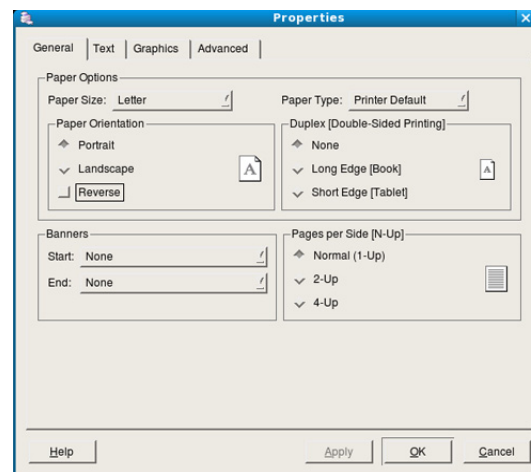 Properties
General Text Graphics Advanced
Paper Options
Paper Size: Letter Paper Type: Printer Default
Paper Orientation
Portrait
Landscape
Reverse
A
Duplex [Double-Sided Printing]
None
Long Edge [Book]
Short Edge [Tablet]
A
Banners
Start: None
End: None
Pages per Side [N-Up]
Normal (1-Up)
2-Up
4-Up
Help Apply OK Cancel